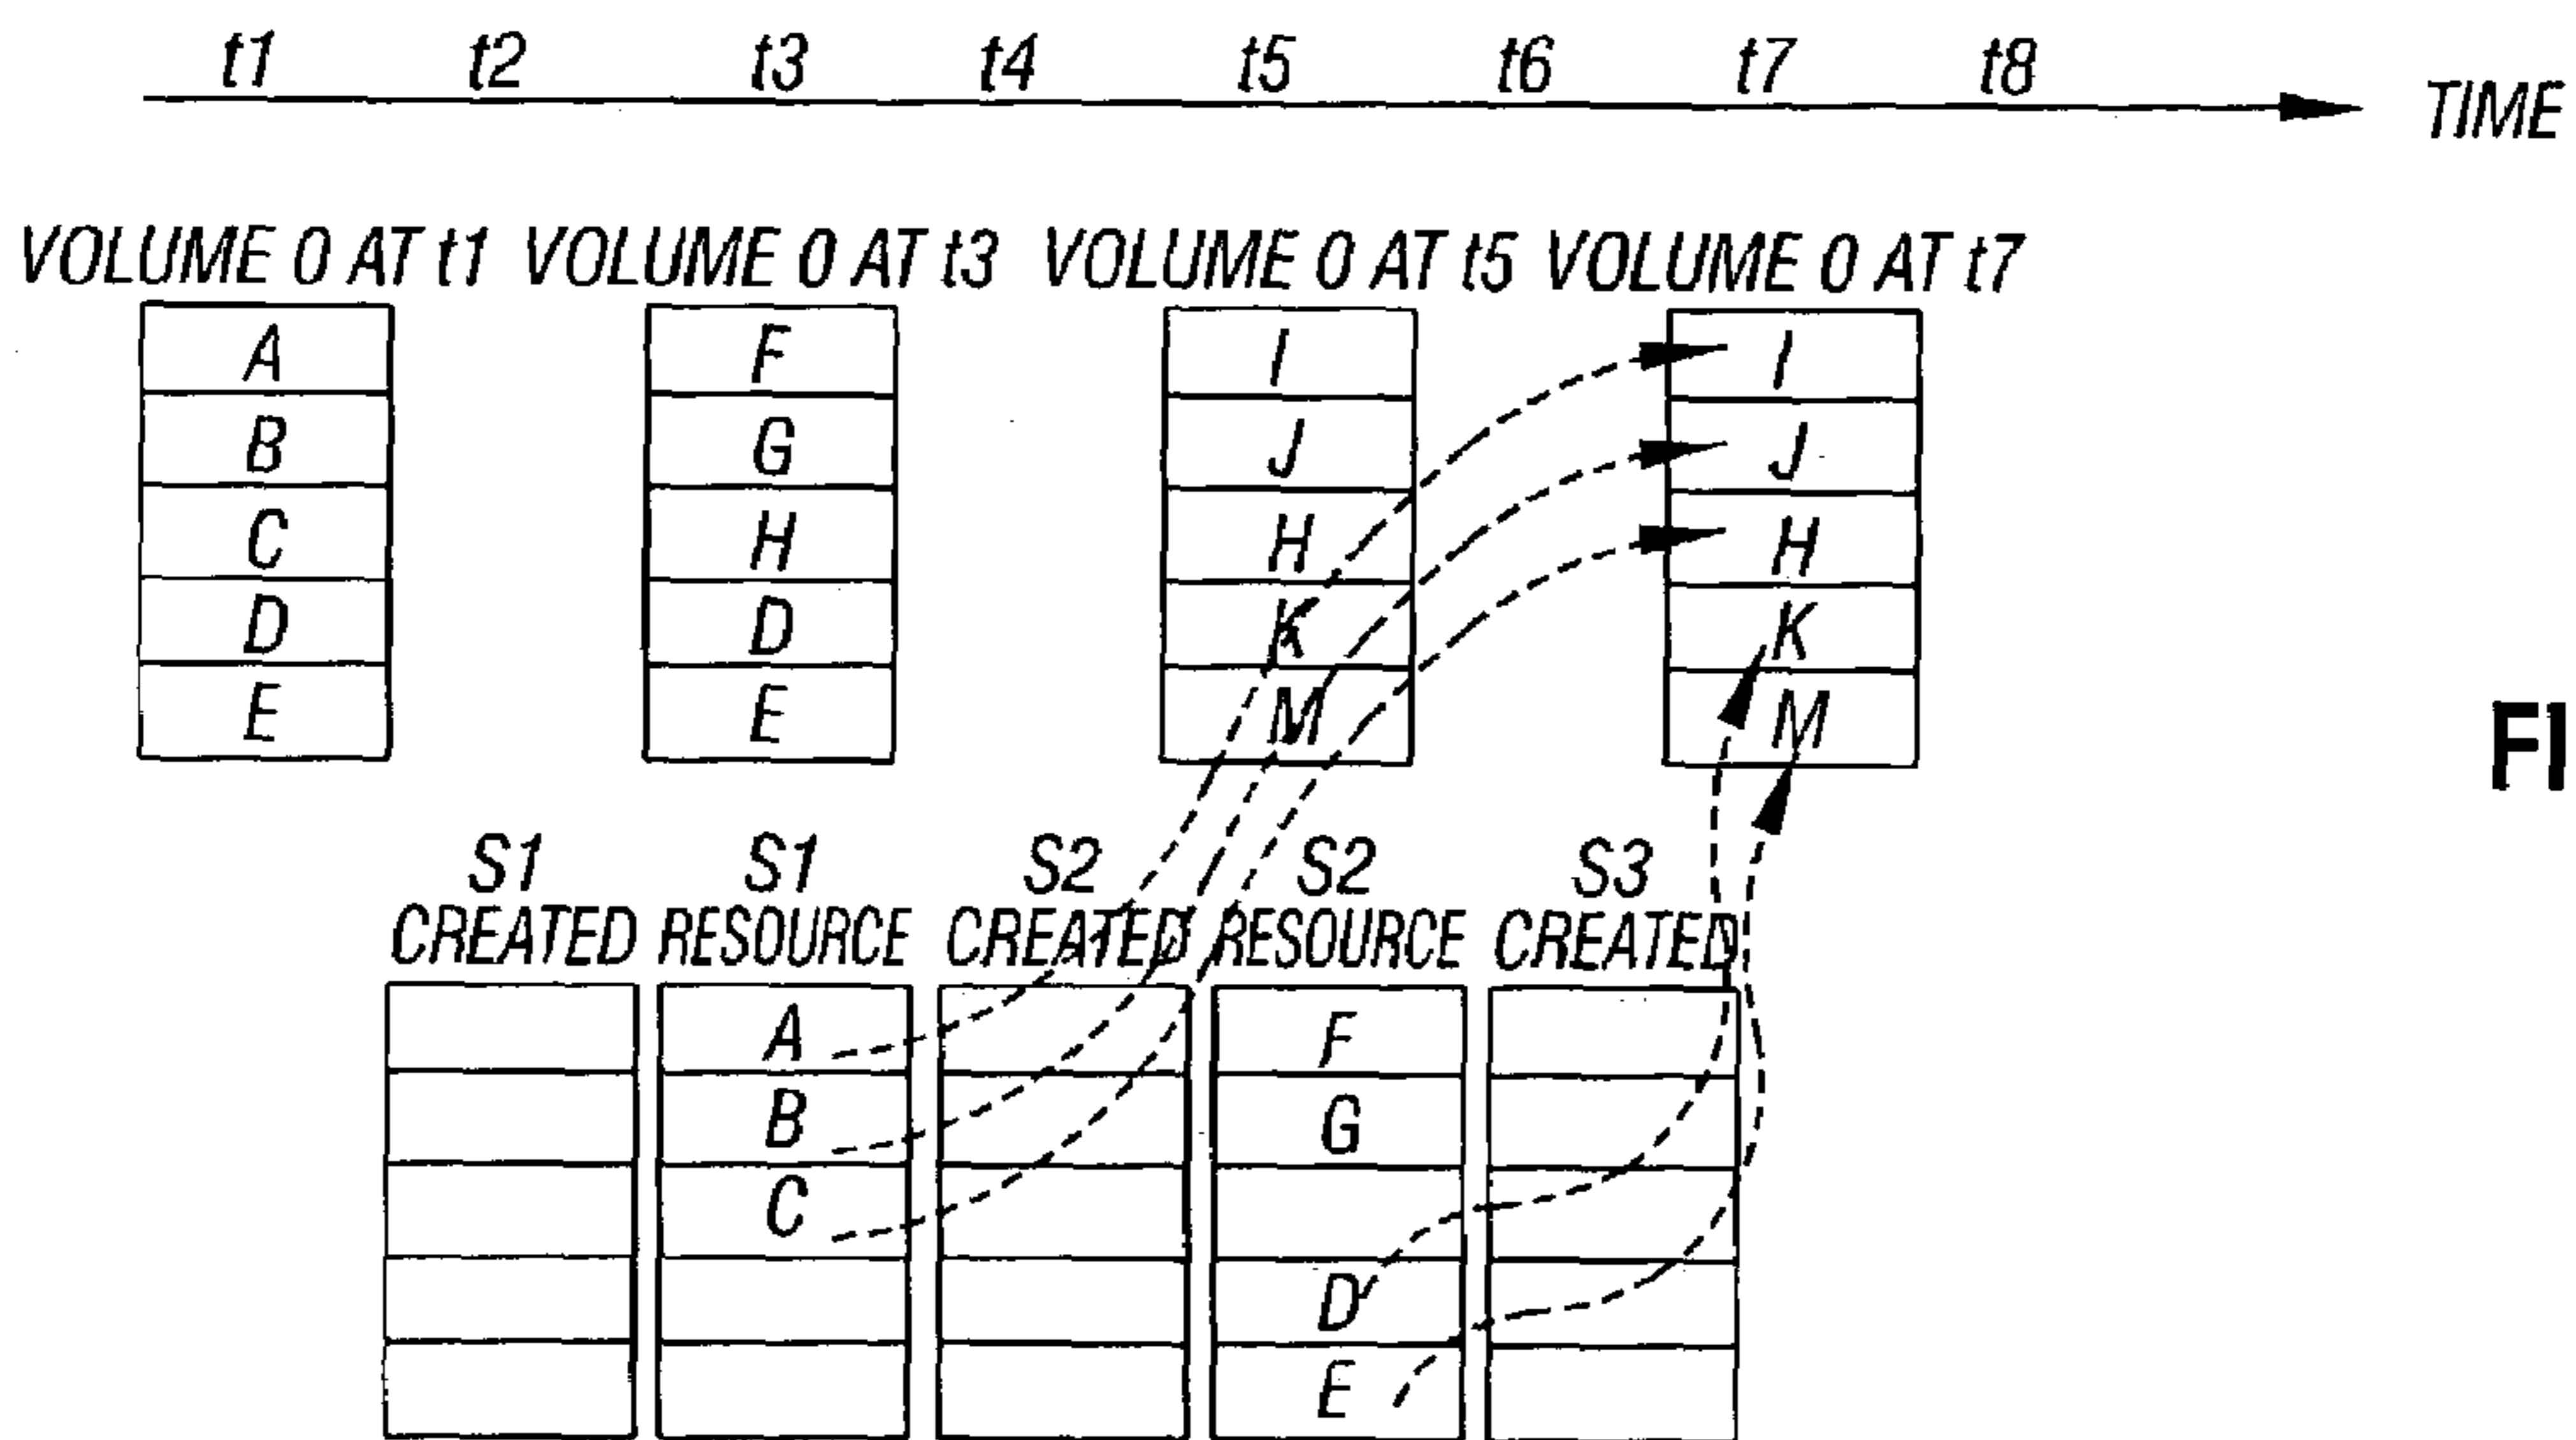 t1 t2 t3 t4 t5 t6 t7 t8
TIME
VOLUME 0 AT t1 VOLUME 0 AT t3 VOLUME 0 AT t5 VOLUME 0 AT t7
A F I I
B G J J
C H H H
D D K K
E E M M
FI
S1 S1 S2 S2 S3
CREATED RESOURCE CREATED RESOURCE CREATED
A F
B G
C
D
E